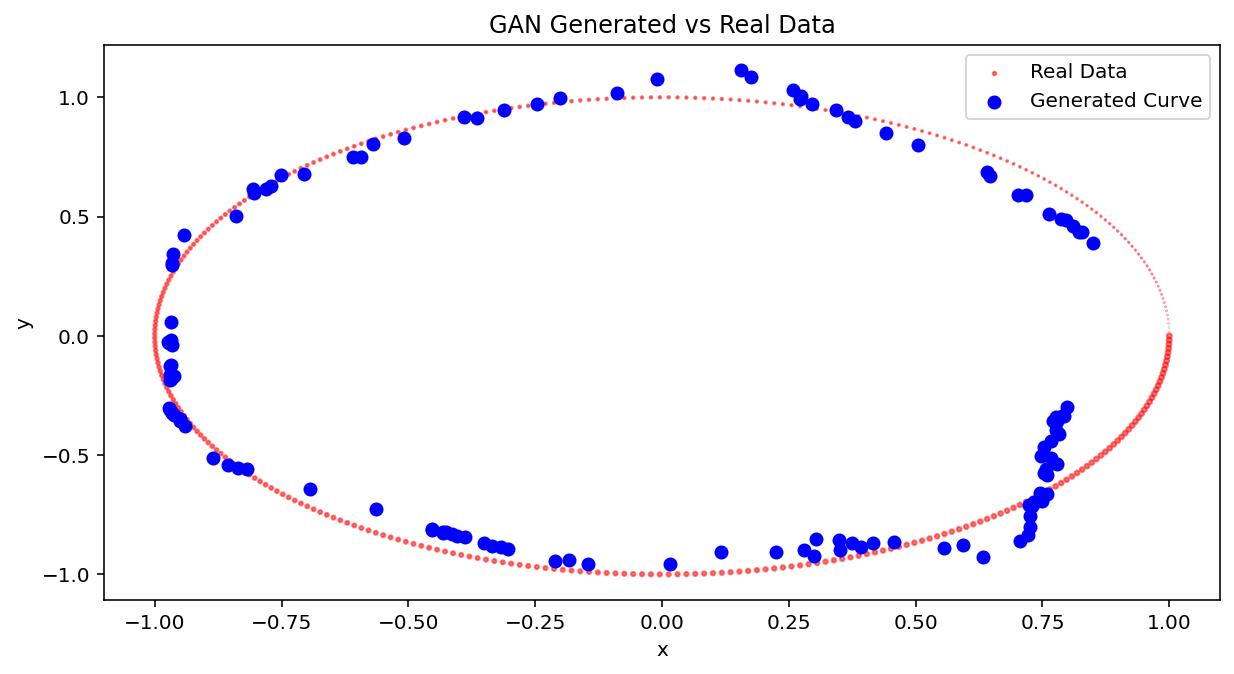 GAN Generated vs Real Data
Real Data
Generated Curve
1.0
0.5
0.0
−0.5
−1.0
y
−1.00 −0.75 −0.50 −0.25 0.00 0.25 0.50 0.75 1.00
x